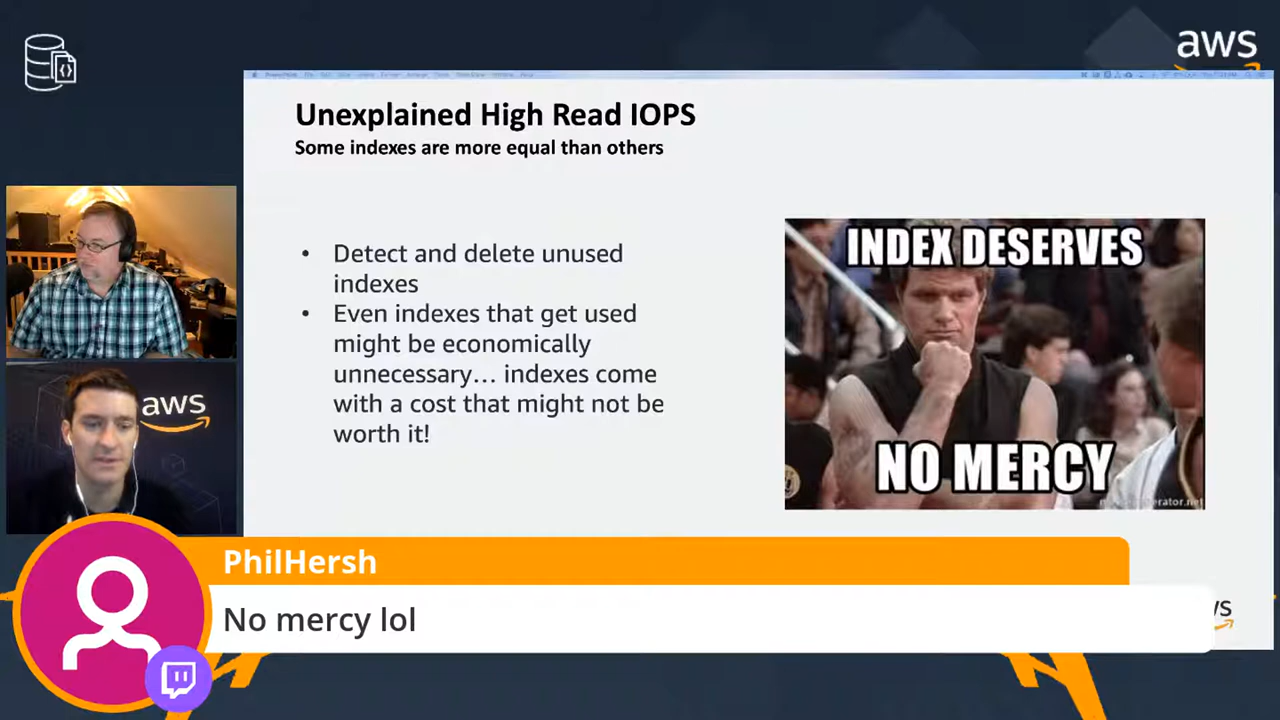 aws
Unexplained High Read IOPS
Some indexes are more equal than others
• Detect and delete unused
indexes
• Even indexes that get used
might be economically
unnecessary… indexes come
with a cost that might not be
worth it!
INDEX DESERVES
NO MERCY
aws
PhilHersh
No mercy lol